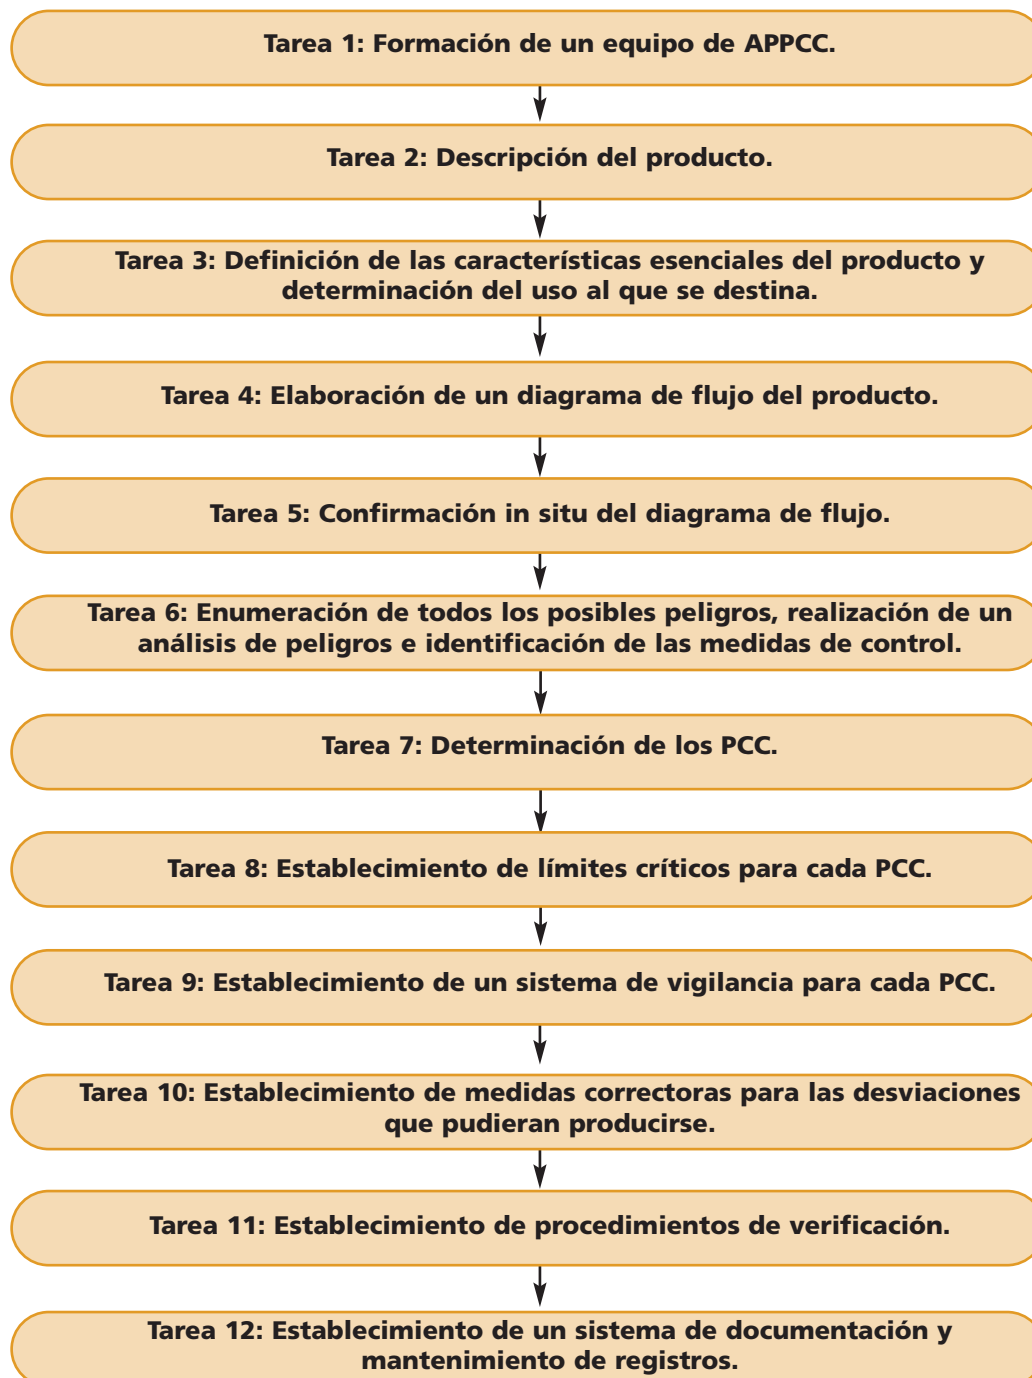 Tarea 1: Formación de un equipo de APPCC.
Tarea 2: Descripción del producto.
Tarea 3: Definición de las características esenciales del producto y
determinación del uso al que se destina.
Tarea 4: Elaboración de un diagrama de flujo del producto.
Tarea 5: Confirmación in situ del diagrama de flujo.
Tarea 6: Enumeración de todos los posibles peligros, realización de un
análisis de peligros e identificación de las medidas de control.
Tarea 7: Determinación de los PCC.
Tarea 8: Establecimiento de límites críticos para cada PCC.
Tarea 9: Establecimiento de un sistema de vigilancia para cada PCC.
Tarea 10: Establecimiento de medidas correctoras para las desviaciones
que pudieran producirse.
Tarea 11: Establecimiento de procedimientos de verificación.
Tarea 12: Establecimiento de un sistema de documentación y
mantenimiento de registros.